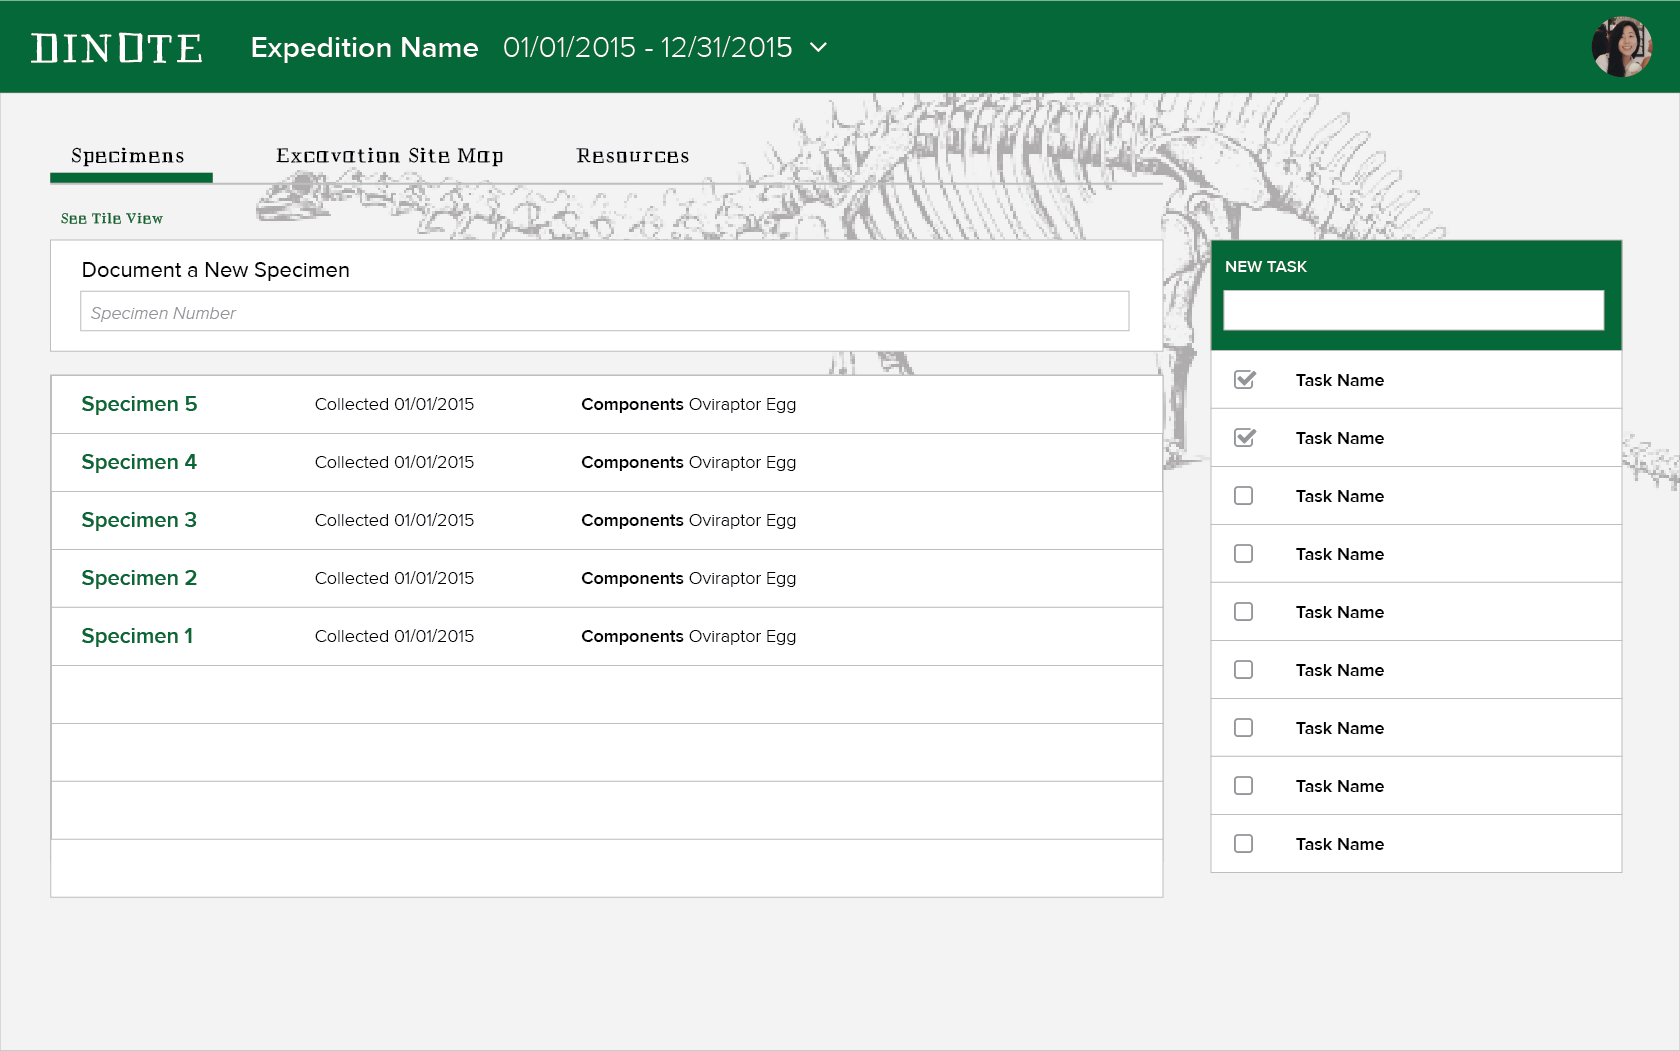 DINOTE
Expedition Name 01/01/2015 - 12/31/2015
Specimens
Excavation Site Map
Resources
See Tile View
Document a New Specimen
Specimen Number
Specimen 5 Collected 01/01/2015 Components Oviraptor Egg
Specimen 4 Collected 01/01/2015 Components Oviraptor Egg
Specimen 3 Collected 01/01/2015 Components Oviraptor Egg
Specimen 2 Collected 01/01/2015 Components Oviraptor Egg
Specimen 1 Collected 01/01/2015 Components Oviraptor Egg
NEW TASK
Task Name
Task Name
Task Name
Task Name
Task Name
Task Name
Task Name
Task Name
Task Name